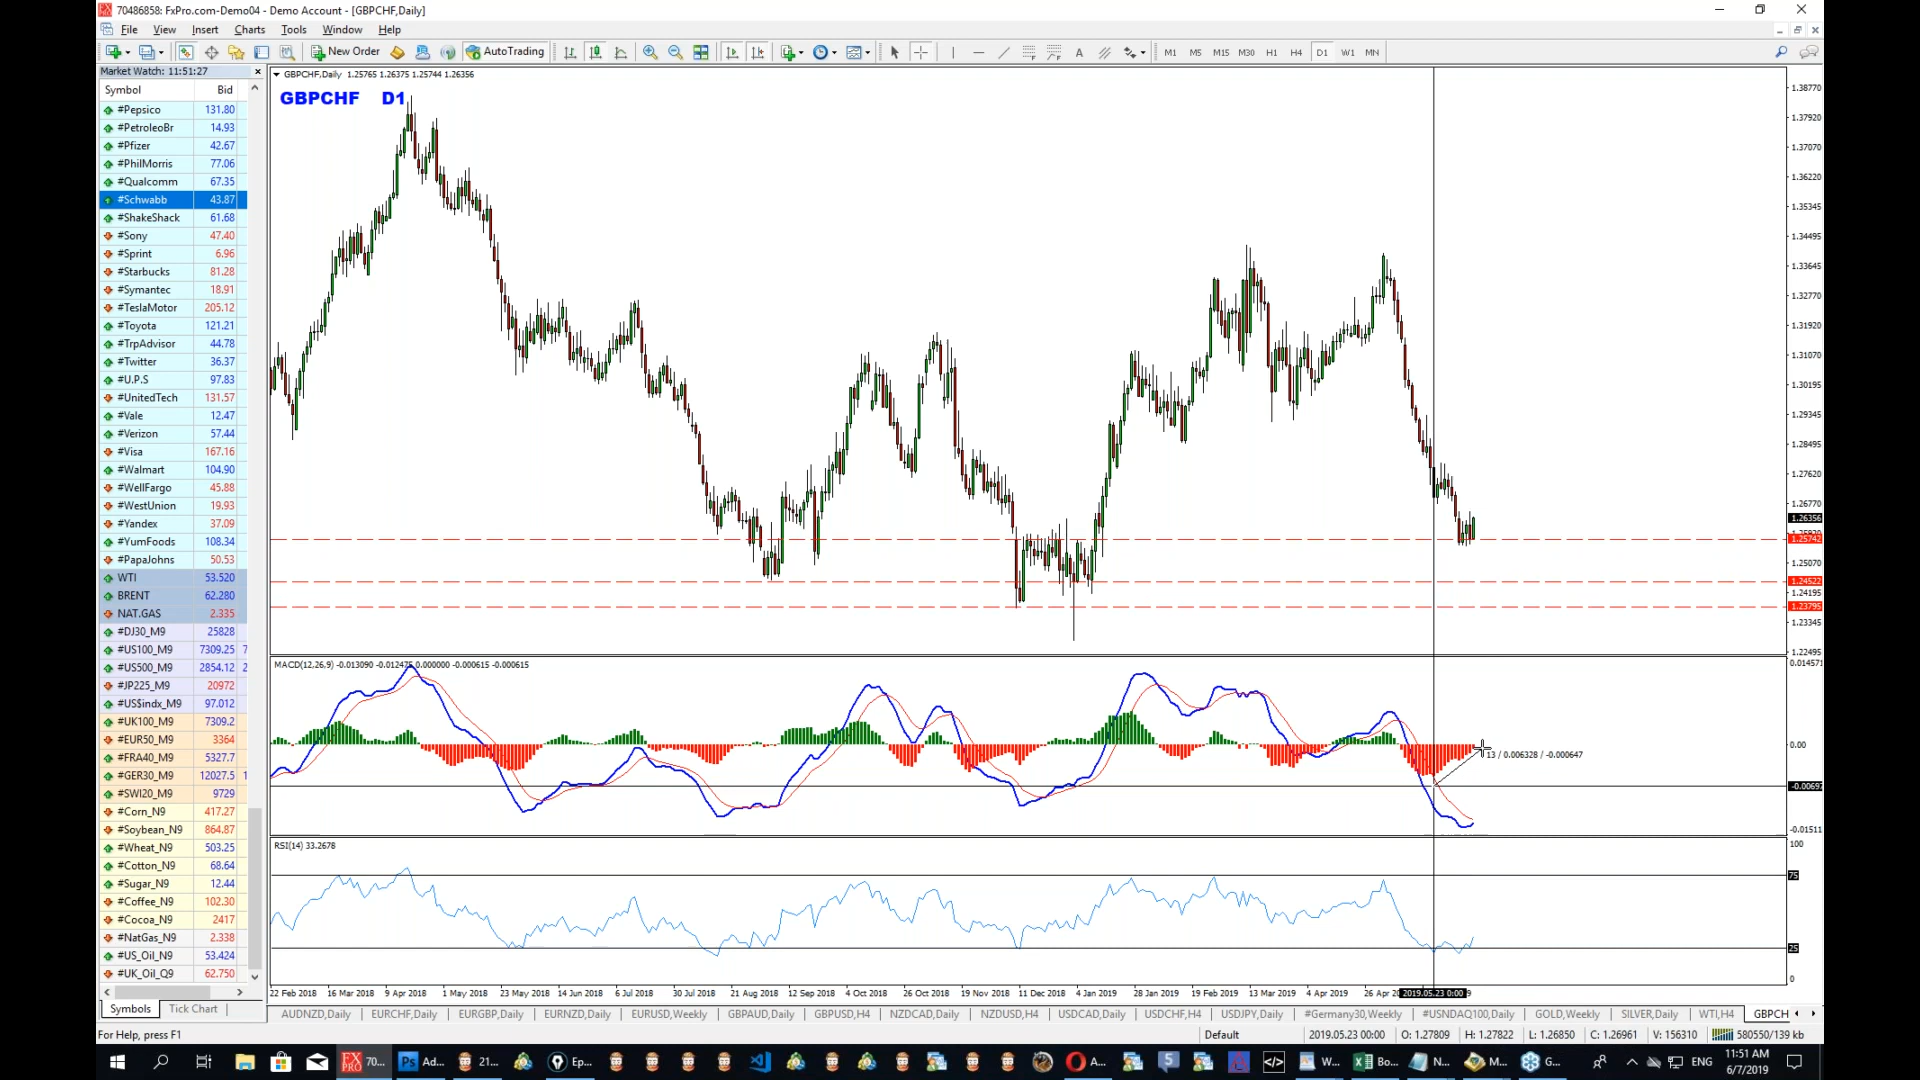 70486858: FxPro.com-Demo04 - Demo Account - [GBPCHF,Daily]
File View Insert Charts Tools Window Help
New Order AutoTrading M1 M5 M15 M30 H1 H4 D1 W1 MN
Market Watch: 11:51:27
Symbol Bid
#Pepsico 131.80
#PetroleoBr 14.93
#Pfizer 42.67
#PhilMorris 77.06
#Qualcomm 67.35
#Schwabb 43.87
#ShakeShack 61.68
#Sony 47.40
#Sprint 6.96
#Starbucks 81.28
#Symantec 18.91
#TeslaMotor 205.12
#Toyota 121.21
#TrpAdvisor 44.78
#Twitter 36.37
#U.P.S 97.83
#UnitedTech 131.57
#Vale 12.47
#Verizon 57.44
#Visa 167.16
#Walmart 104.90
#WellFargo 45.88
#WestUnion 19.93
#Yandex 37.09
#YumFoods 108.34
#PapaJohns 50.53
WTI 53.520
BRENT 62.280
NAT.GAS 2.335
#DJ30_M9 25828
#US100_M9 7309.25 7
#US500_M9 2854.12 2
#JP225_M9 20972
#US$indx_M9 97.012
#UK100_M9 7309.2
#EUR50_M9 3364
#FRA40_M9 5327.7
#GER30_M9 12027.5 1
#SWI20_M9 9729
#Corn_N9 417.27
#Soybean_N9 864.87
#Wheat_N9 503.25
#Cotton_N9 68.64
#Sugar_N9 12.44
#Coffee_N9 102.30
#Cocoa_N9 2417
#NatGas_N9 2.338
#US_Oil_N9 53.424
#UK_Oil_Q9 62.750
Symbols Tick Chart
GBPCHF,Daily 1.25765 1.26375 1.25744 1.26356
GBPCHF D1
1.38770
1.37920
1.37070
1.36220
1.35345
1.34495
1.33645
1.32770
1.31920
1.31070
1.30195
1.29345
1.28495
1.27620
1.26770
1.26356
1.25742
1.25070
1.24522
1.24195
1.23795
1.23345
1.22495
MACD(12,26,9) -0.013090 -0.012475 0.000000 -0.000615 -0.000615
0.014571
0.00
13 / 0.006328 / -0.000647
-0.00697
-0.01511
RSI(14) 33.2678
100
75
25
0
22 Feb 2018 16 Mar 2018 9 Apr 2018 1 May 2018 23 May 2018 14 Jun 2018 6 Jul 2018 30 Jul 2018 21 Aug 2018 12 Sep 2018 4 Oct 2018 26 Oct 2018 19 Nov 2018 11 Dec 2018 4 Jan 2019 28 Jan 2019 19 Feb 2019 13 Mar 2019 4 Apr 2019 26 Apr 20 2019.05.23 0:00 9
AUDNZD,Daily EURCHF,Daily EURGBP,Daily EURNZD,Daily EURUSD,Weekly GBPAUD,Daily GBPUSD,H4 NZDCAD,Daily NZDUSD,H4 USDCAD,Daily USDCHF,H4 USDJPY,Daily #Germany30,Weekly #USNDAQ100,Daily GOLD,Weekly SILVER,Daily WTI,H4 GBPCH
For Help, press F1 Default 2019.05.23 00:00 O: 1.27809 H: 1.27822 L: 1.26850 C: 1.26961 V: 156310 580550/139 kb
70... Ad... 21... Ep... A... W... Bo... N... M... G... ENG 11:51 AM
6/7/2019